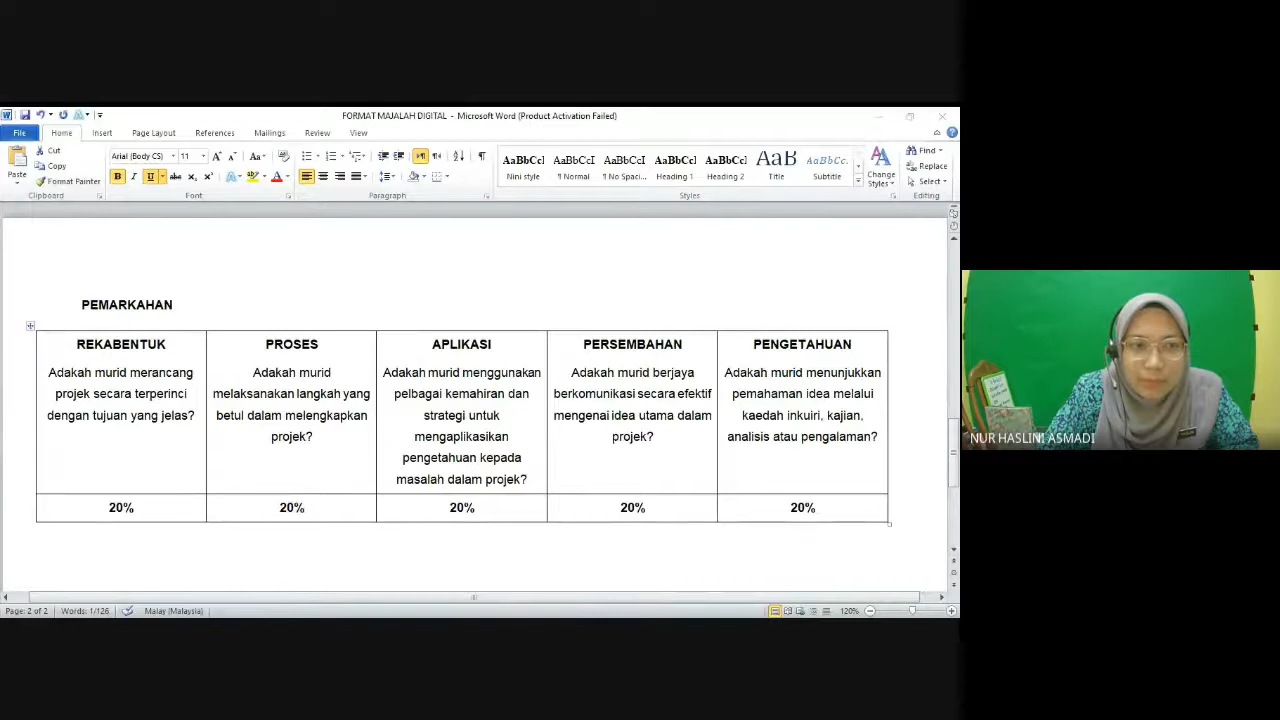 FORMAT MAJALAH DIGITAL - Microsoft Word (Product Activation Failed)
File Home Insert Page Layout References Mailings Review View
Paste
Cut
Copy
Format Painter
Clipboard
Arial (Body CS) 11
Font
Paragraph
AaBbCcI AaBbCcI AaBbCcI AaBbCcI AaBbCcI AaB AaBbCc.
Nini style ¶ Normal ¶ No Spaci... Heading 1 Heading 2 Title Subtitle
Change Styles
Styles
Find
Replace
Select
Editing
PEMARKAHAN
REKABENTUK
Adakah murid merancang
projek secara terperinci
dengan tujuan yang jelas?
PROSES
Adakah murid
melaksanakan langkah yang
betul dalam melengkapkan
projek?
APLIKASI
Adakah murid menggunakan
pelbagai kemahiran dan
strategi untuk
mengaplikasikan
pengetahuan kepada
masalah dalam projek?
PERSEMBAHAN
Adakah murid berjaya
berkomunikasi secara efektif
mengenai idea utama dalam
projek?
PENGETAHUAN
Adakah murid menunjukkan
pemahaman idea melalui
kaedah inkuiri, kajian,
analisis atau pengalaman?
20% 20% 20% 20% 20%
Page: 2 of 2 Words: 1/126 Malay (Malaysia) 120%
NUR HASLINI ASMADI